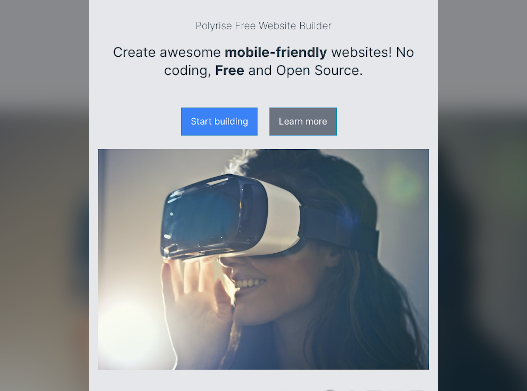 Polyrise Free Website Builder
Create awesome mobile-friendly websites! No
coding, Free and Open Source.
Start building Learn more